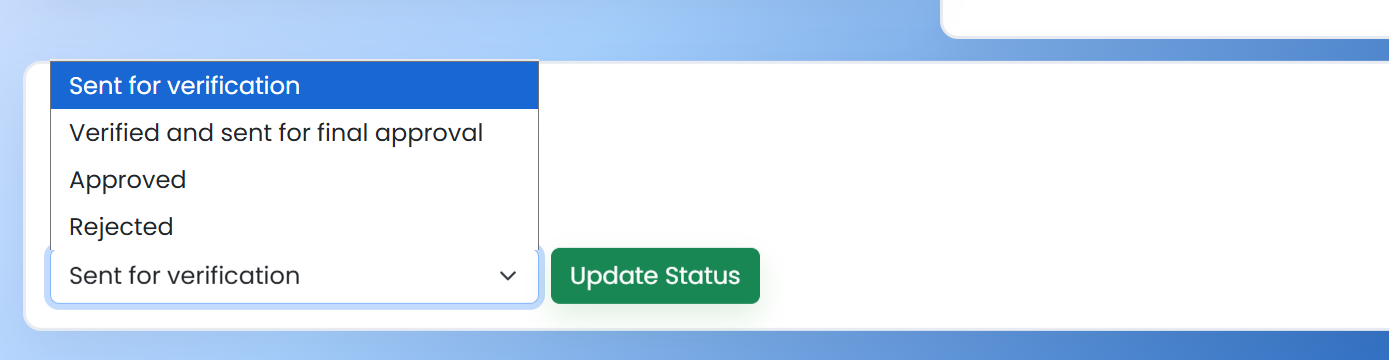 Sent for verification
Verified and sent for final approval
Approved
Rejected
Sent for verification
Update Status